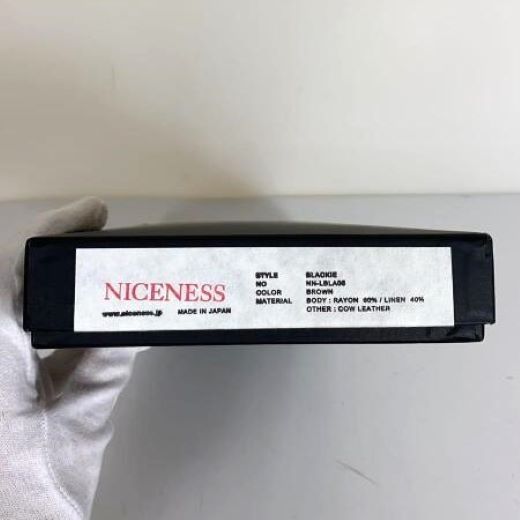 NICENESS
www.niceness.jp MADE IN JAPAN
STYLE BLACKIE
NO NN-LBLA06
COLOR BROWN
MATERIAL BODY : RAYON 60% / LINEN 40%
OTHER : COW LEATHER